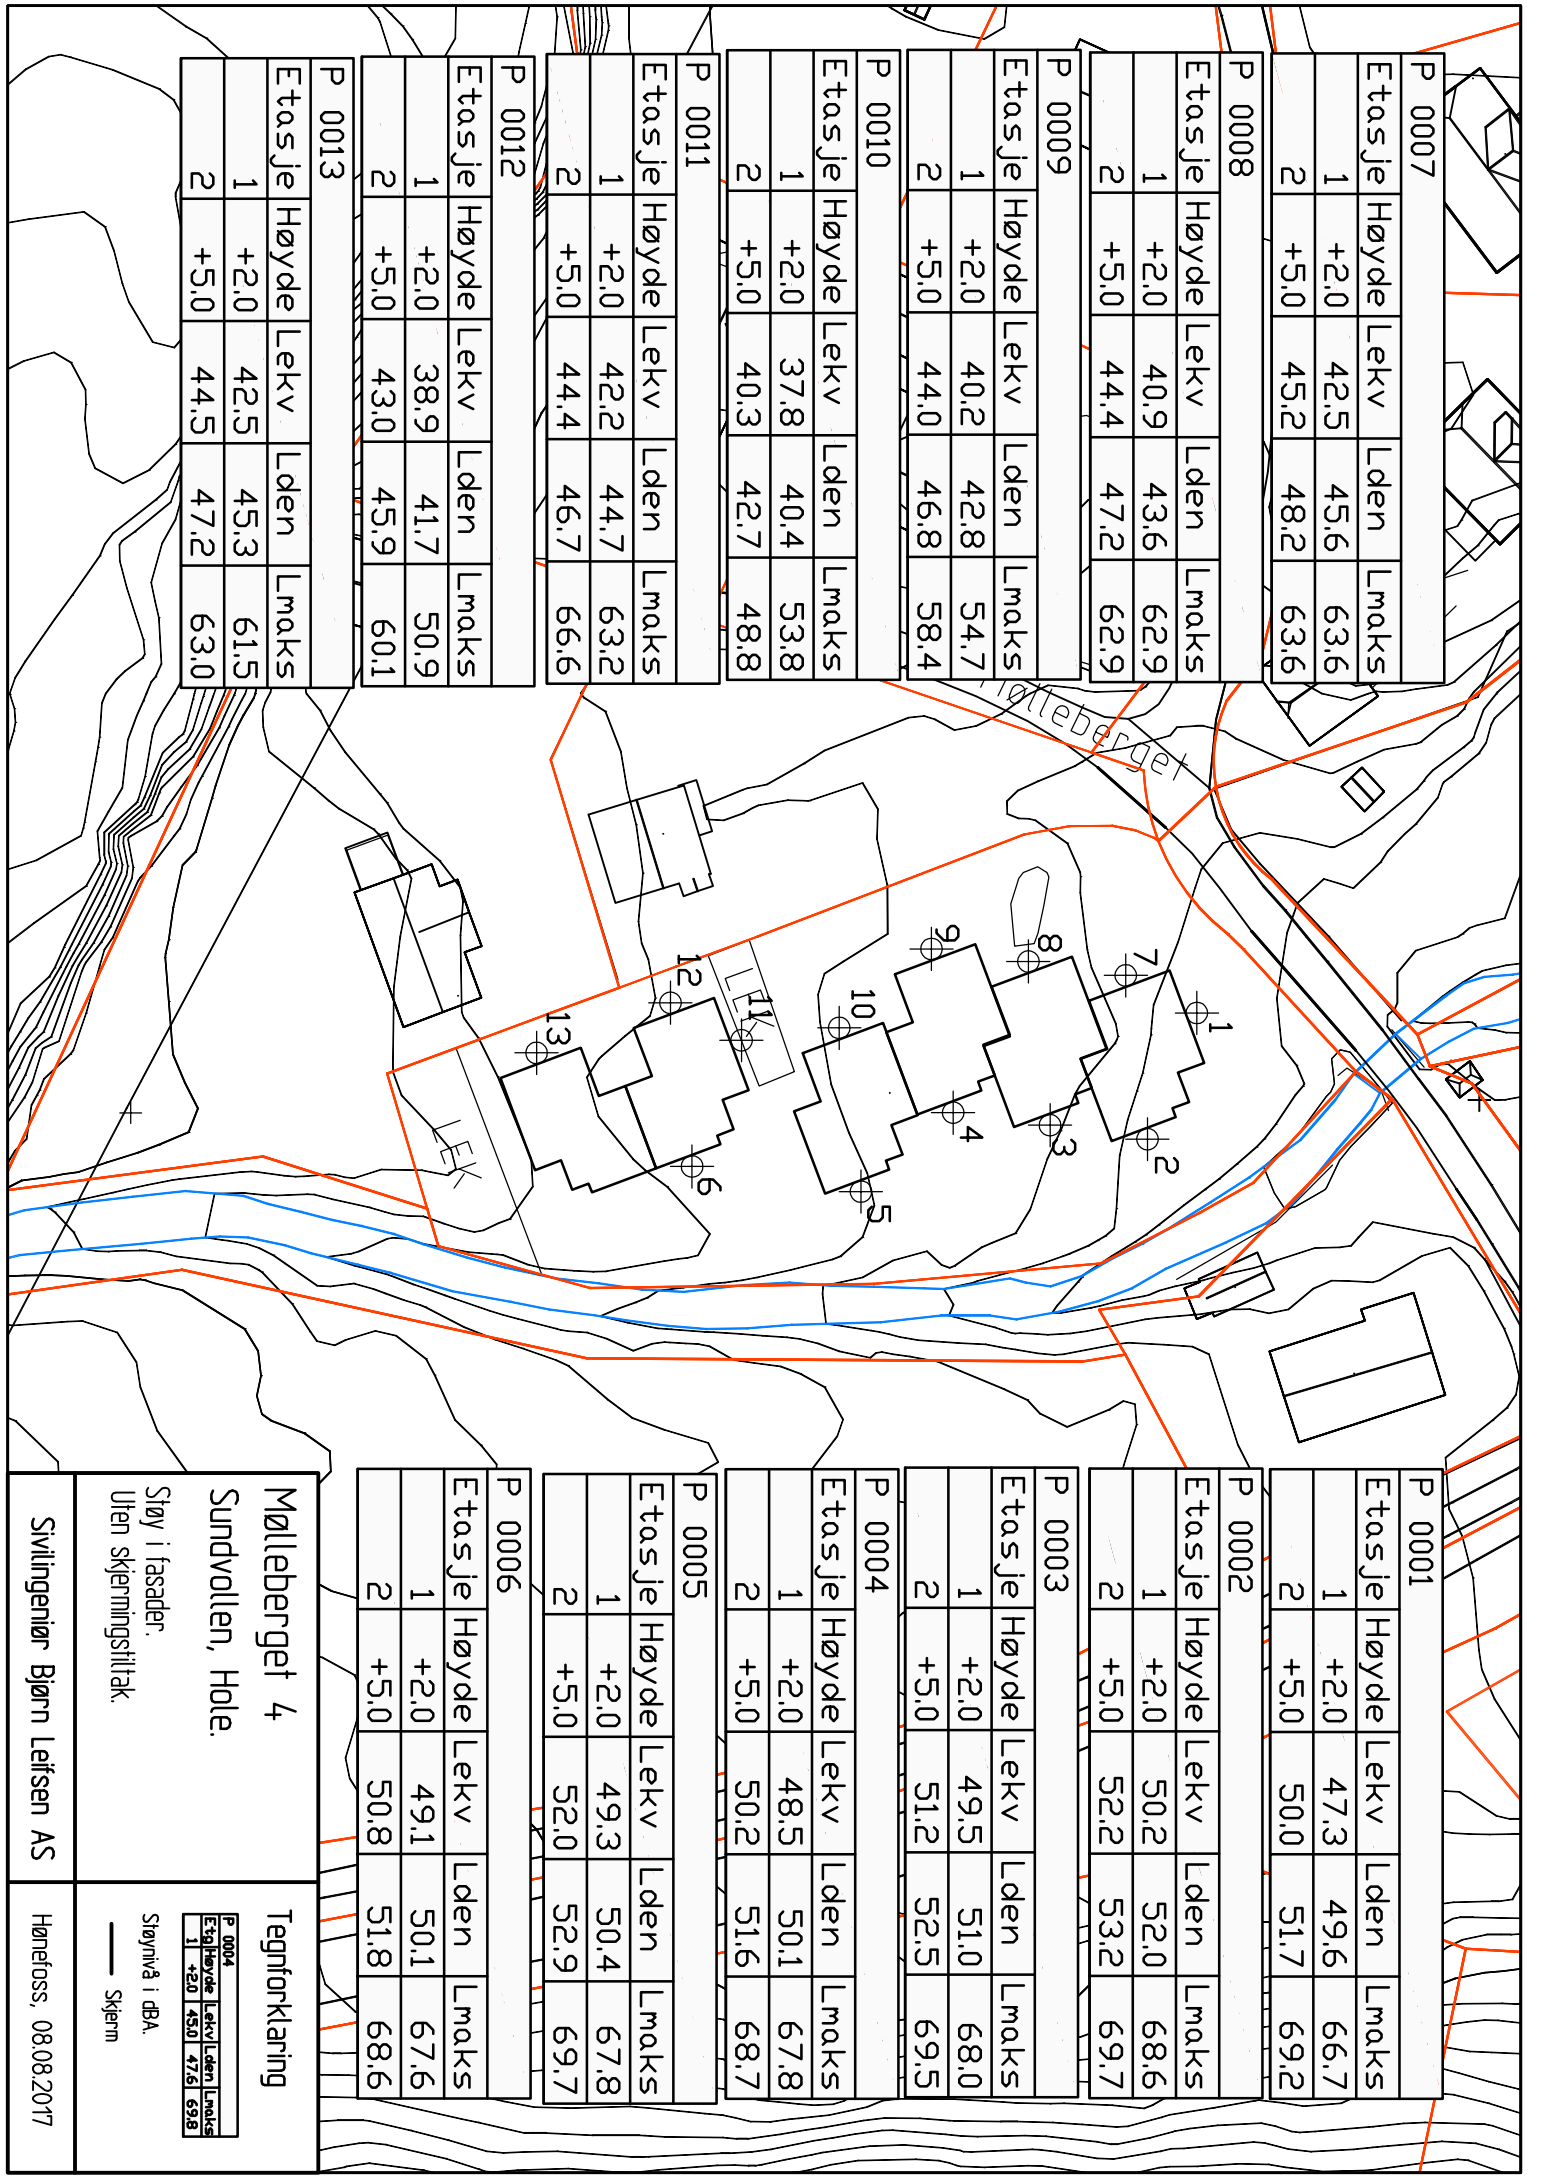 P 0007
Etasje Høyde Lekv Lden Lmaks
1 +2.0 42.5 45.6 63.6
2 +5.0 45.2 48.2 63.6
P 0008
Etasje Høyde Lekv Lden Lmaks
1 +2.0 40.9 43.6 62.9
2 +5.0 44.4 47.2 62.9
P 0009
Etasje Høyde Lekv Lden Lmaks
1 +2.0 40.2 42.8 54.7
2 +5.0 44.0 46.8 58.4
P 0010
Etasje Høyde Lekv Lden Lmaks
1 +2.0 37.8 40.4 53.8
2 +5.0 40.3 42.7 48.8
P 0011
Etasje Høyde Lekv Lden Lmaks
1 +2.0 42.2 44.7 63.2
2 +5.0 44.4 46.7 66.6
P 0012
Etasje Høyde Lekv Lden Lmaks
1 +2.0 38.9 41.7 50.9
2 +5.0 43.0 45.9 60.1
P 0013
Etasje Høyde Lekv Lden Lmaks
1 +2.0 42.5 45.3 61.5
2 +5.0 44.5 47.2 63.0
Mølleberget
1
7
2
8
3
9
4
10
5
11
LEK
12
6
13
LEK
P 0001
Etasje Høyde Lekv Lden Lmaks
1 +2.0 47.3 49.6 66.7
2 +5.0 50.0 51.7 69.2
P 0002
Etasje Høyde Lekv Lden Lmaks
1 +2.0 50.2 52.0 68.6
2 +5.0 52.2 53.2 69.7
P 0003
Etasje Høyde Lekv Lden Lmaks
1 +2.0 49.5 51.0 68.0
2 +5.0 51.2 52.5 69.5
P 0004
Etasje Høyde Lekv Lden Lmaks
1 +2.0 48.5 50.1 67.8
2 +5.0 50.2 51.6 68.7
P 0005
Etasje Høyde Lekv Lden Lmaks
1 +2.0 49.3 50.4 67.8
2 +5.0 52.0 52.9 69.7
P 0006
Etasje Høyde Lekv Lden Lmaks
1 +2.0 49.1 50.1 67.6
2 +5.0 50.8 51.8 68.6
Mølleberget 4
Sundvollen, Hole.
Støy i fasader.
Uten skjermingstiltak.
Sivilingeniør Bjørn Leifsen AS
Tegnforklaring
P 0004
Etg Høyde Lekv Lden Lmaks
1 +2.0 45.0 47.6 69.8
Støynivå i dBA.
Skjerm
Hønefoss, 08.08.2017